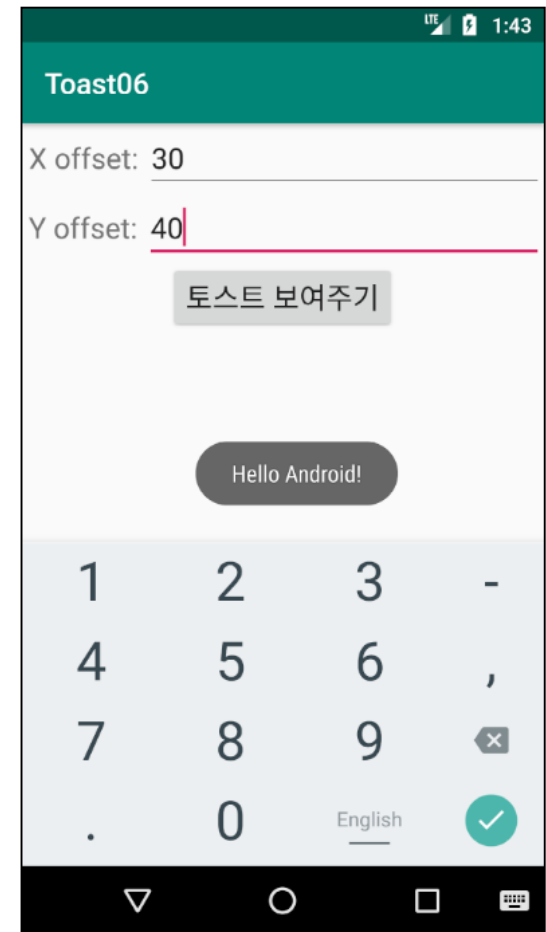 LTE 1:43
Toast06
X offset: 30
Y offset: 40
토스트 보여주기
Hello Android!
1 2 3 -
4 5 6 ,
7 8 9
. 0 English